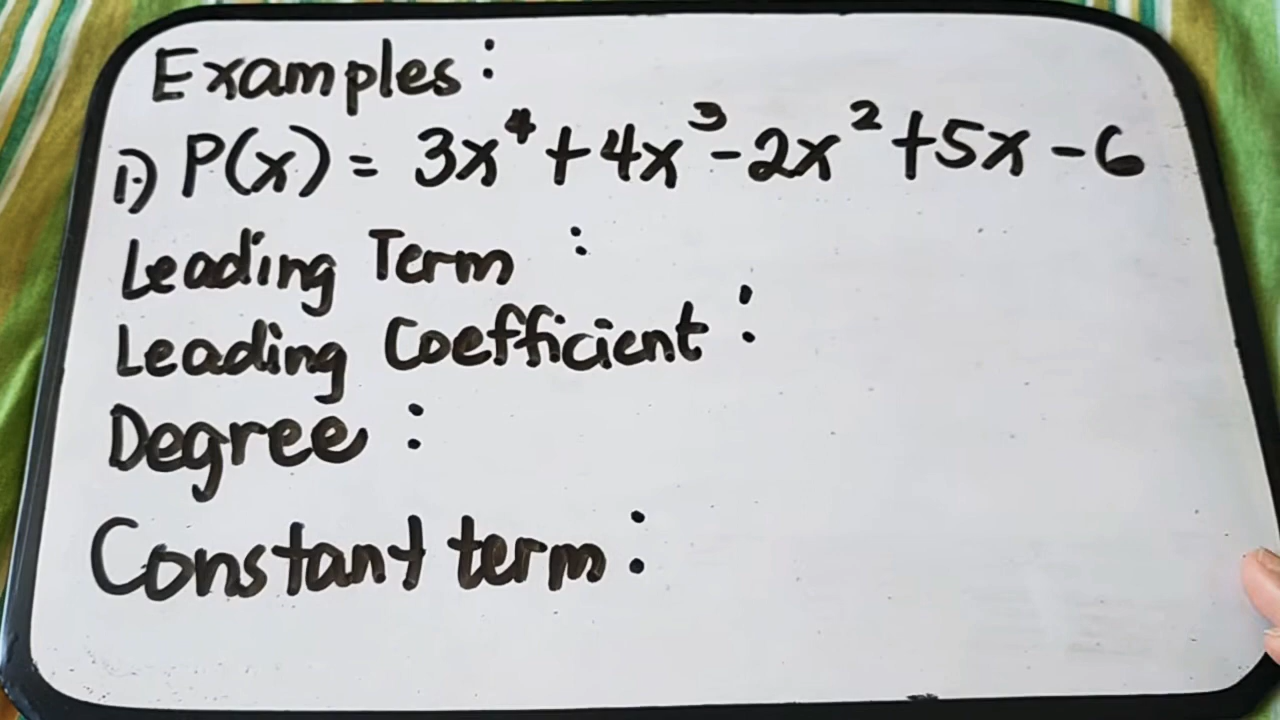 Examples:
1.) P(x) = 3x⁴ + 4x³ - 2x² + 5x - 6
Leading Term :
Leading Coefficient :
Degree :
Constant term :